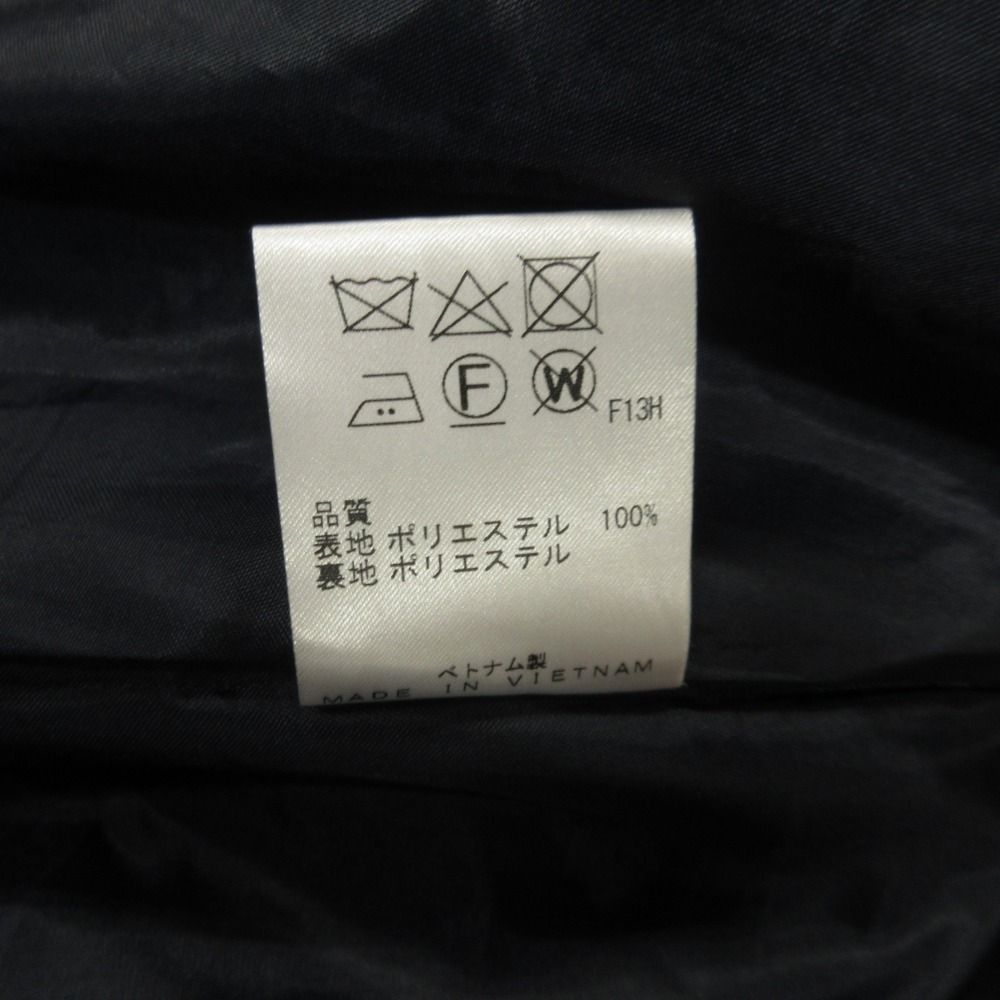 F
W
F13H
品質
表地 ポリエステル 100%
裏地 ポリエステル
ベトナム製
MADE IN VIETNAM